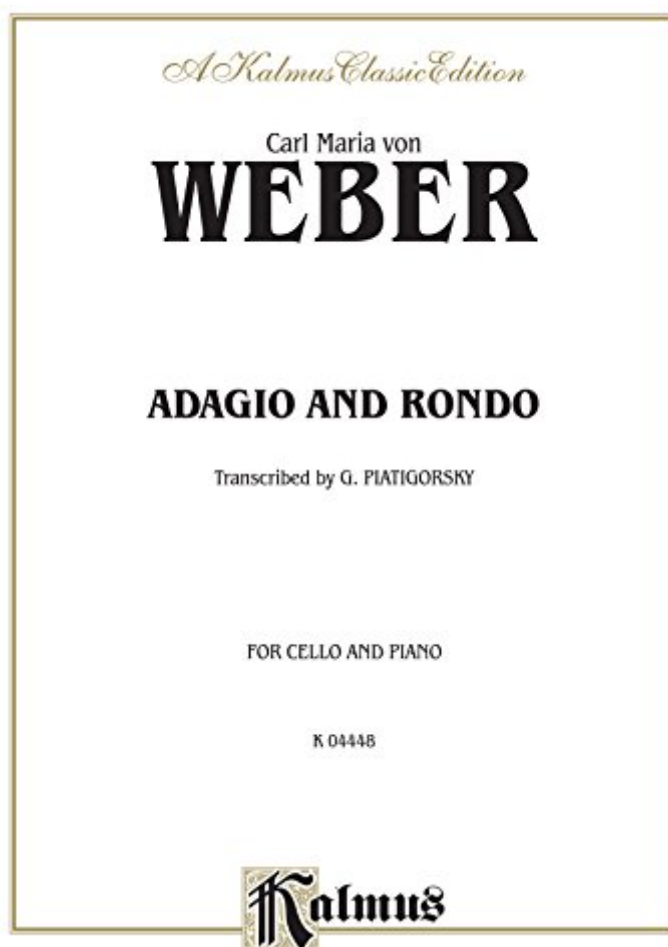 A Kalmus Classic Edition
Carl Maria von
WEBER
ADAGIO AND RONDO
Transcribed by G. PIATIGORSKY
FOR CELLO AND PIANO
K 04448
Kalmus